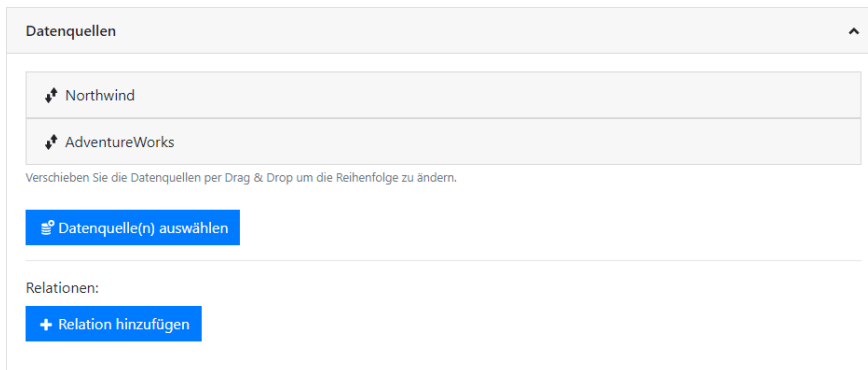 Datenquellen
Northwind
AdventureWorks
Verschieben Sie die Datenquellen per Drag & Drop um die Reihenfolge zu ändern.
Datenquelle(n) auswählen
Relationen:
Relation hinzufügen